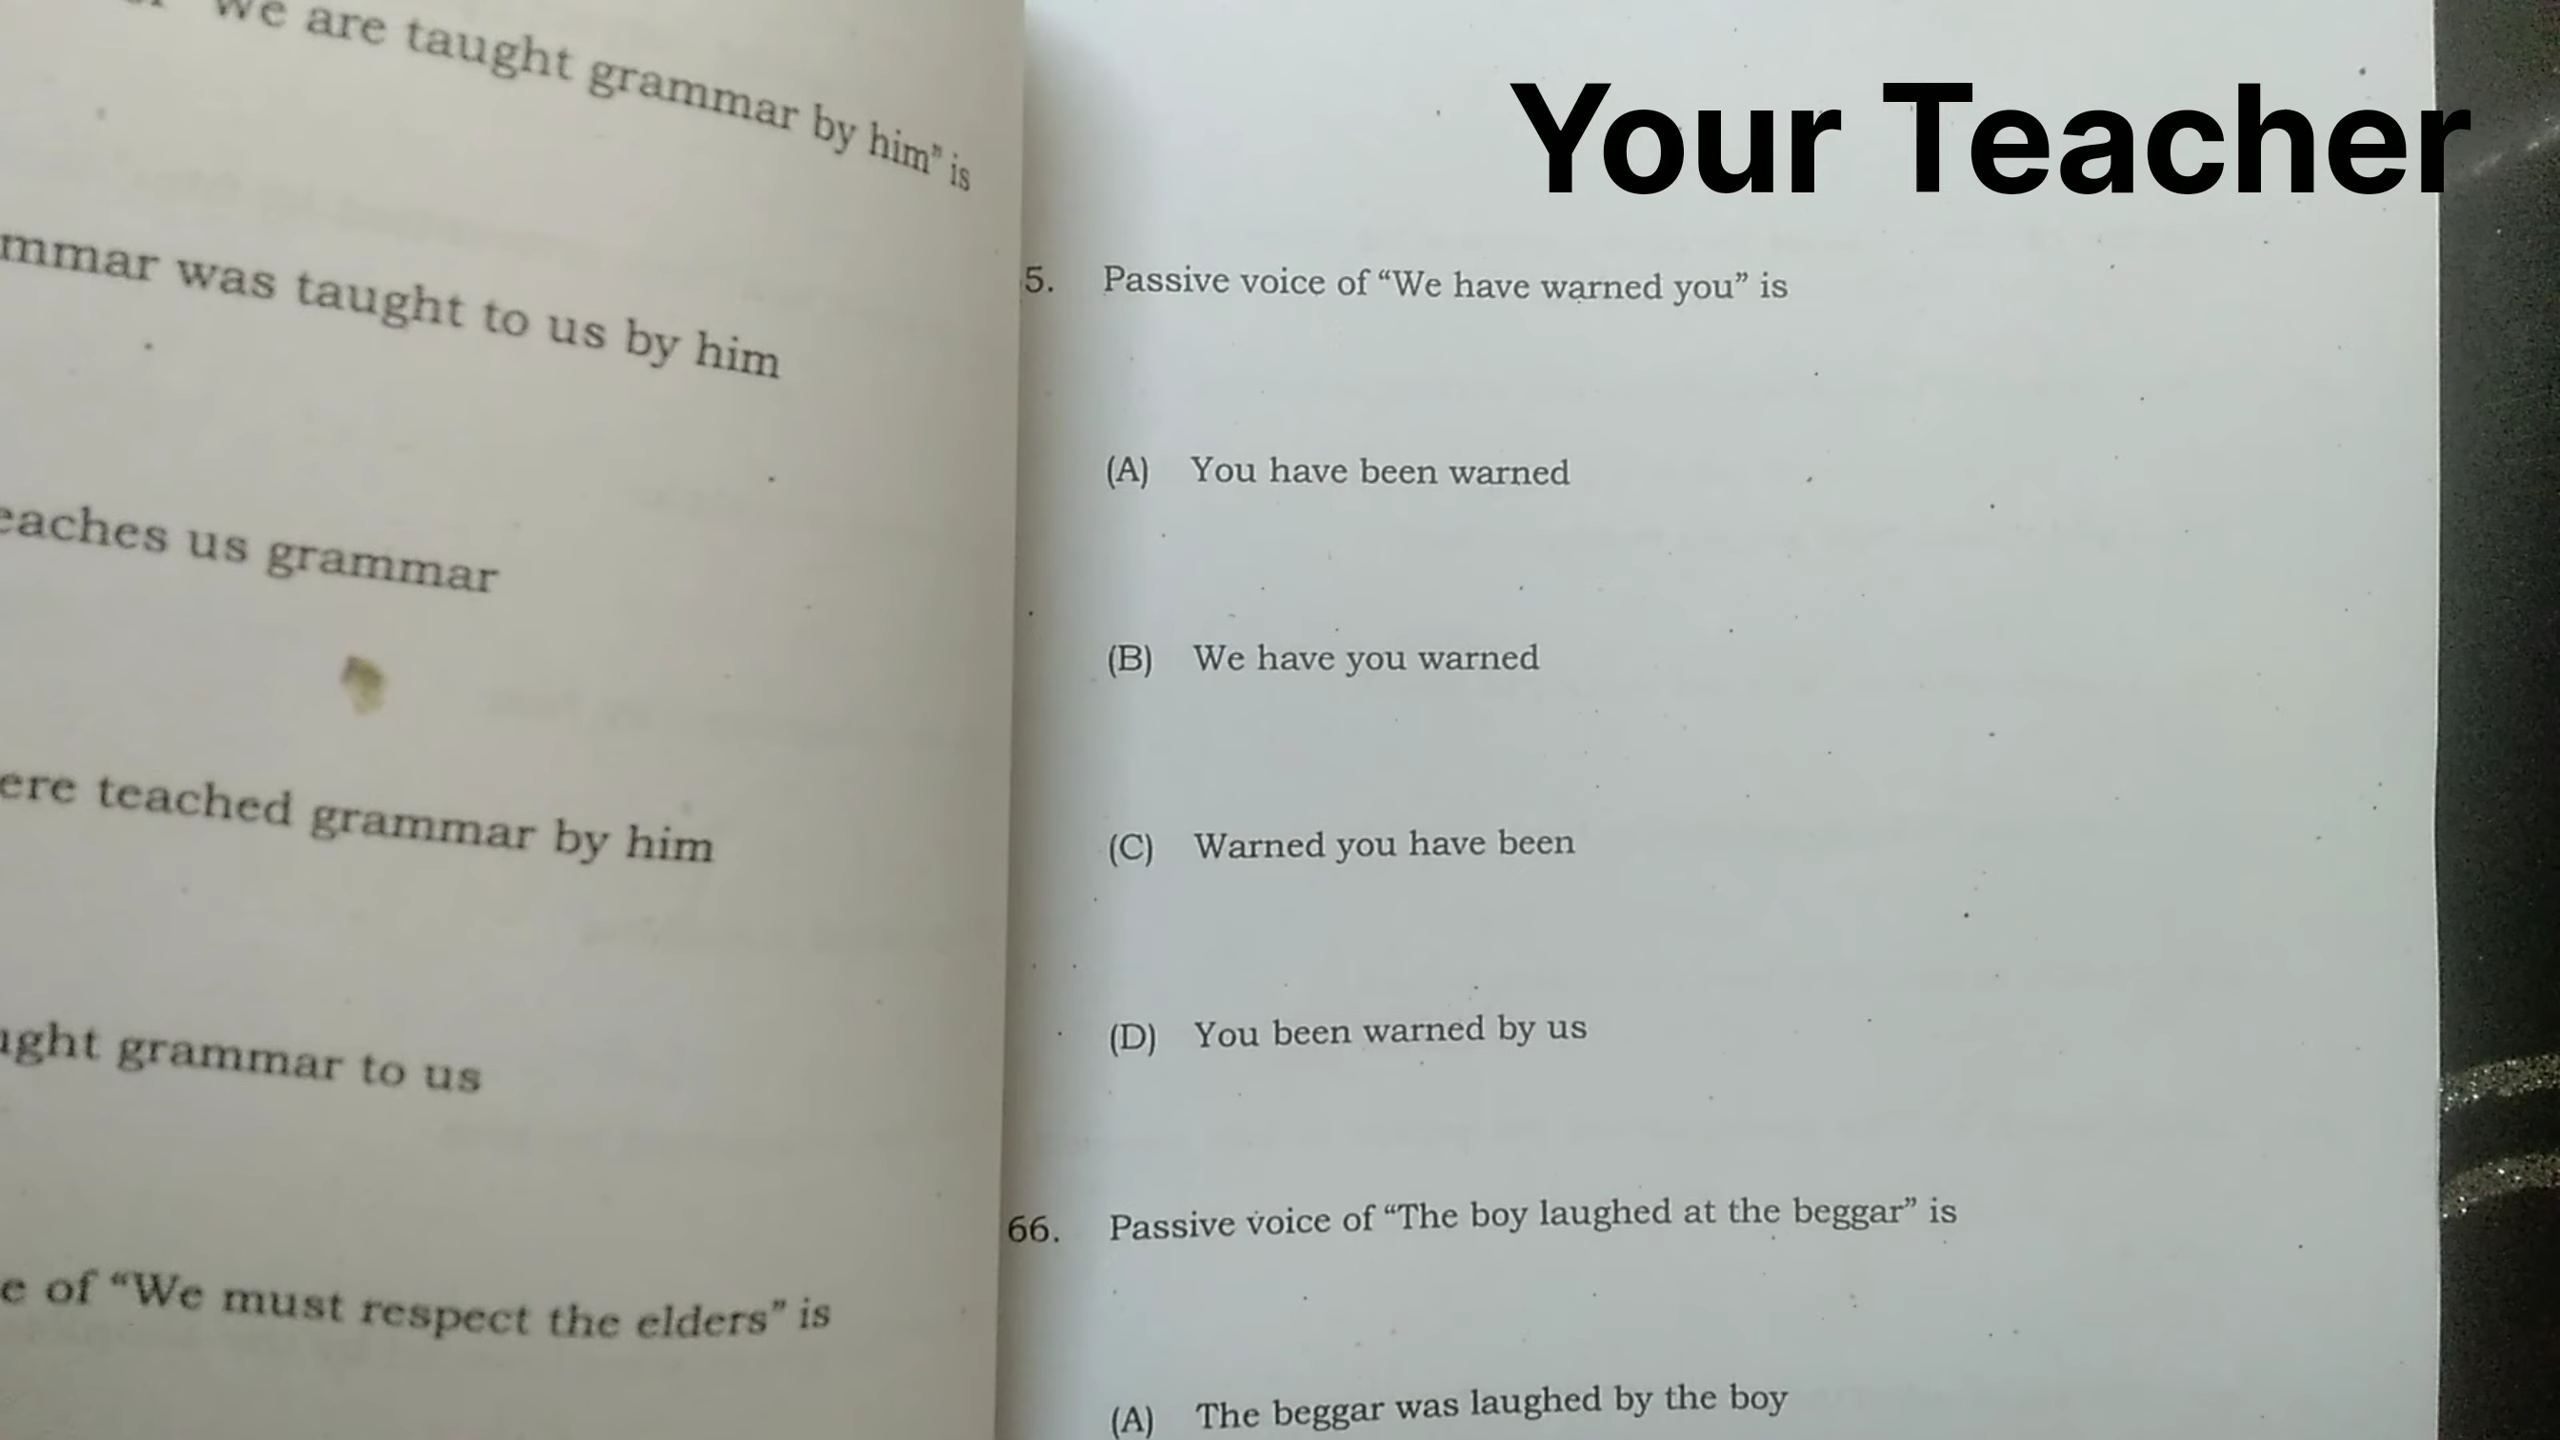 We are taught grammar by him” is
mmar was taught to us by him
eaches us grammar
ere teached grammar by him
ught grammar to us
e of “We must respect the elders” is
Your Teacher
5. Passive voice of “We have warned you” is
(A) You have been warned
(B) We have you warned
(C) Warned you have been
(D) You been warned by us
66. Passive voice of “The boy laughed at the beggar” is
(A) The beggar was laughed by the boy